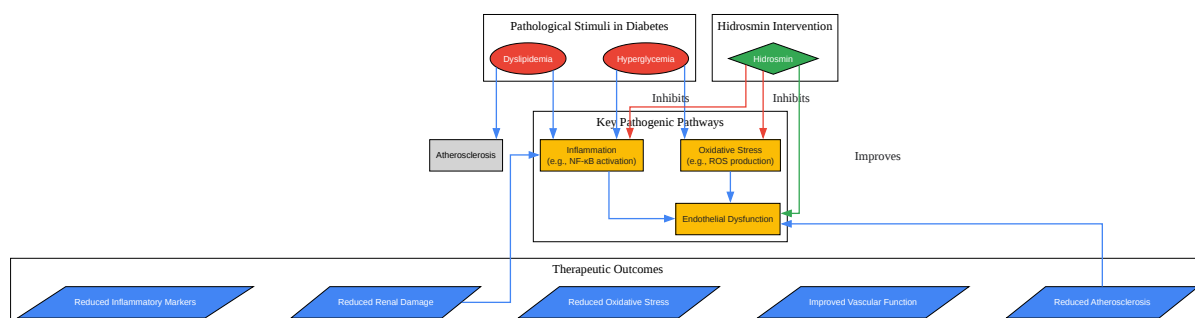 Pathological Stimuli in Diabetes
Hidrosmin Intervention
Dyslipidemia
Hyperglycemia
Hidrosmin
Inhibits
Inhibits
Key Pathogenic Pathways
Atherosclerosis
Inflammation
(e.g., NF-κB activation)
Oxidative Stress
(e.g., ROS production)
Improves
Endothelial Dysfunction
Therapeutic Outcomes
Reduced Inflammatory Markers
Reduced Renal Damage
Reduced Oxidative Stress
Improved Vascular Function
Reduced Atherosclerosis